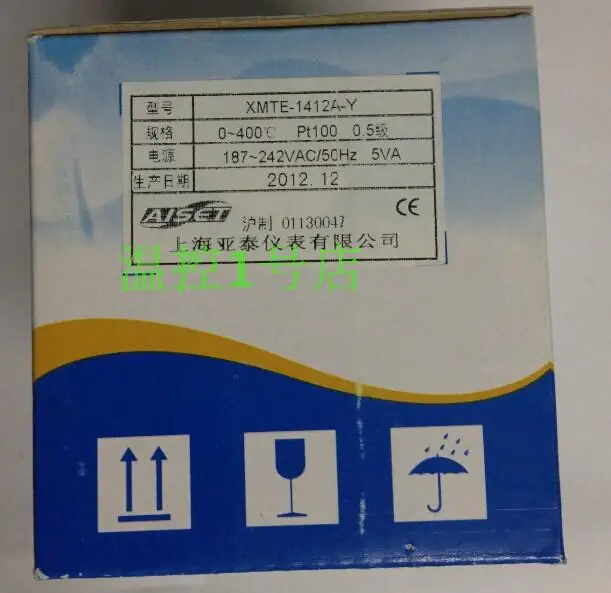 型号 XMTE-1412A-Y
规格 0~400℃ Pt100 0.5级
电源 187~242VAC/50Hz 5VA
生产日期 2012.12
AISET 沪制 01130047 CE
上海亚泰仪表有限公司
温控1号店